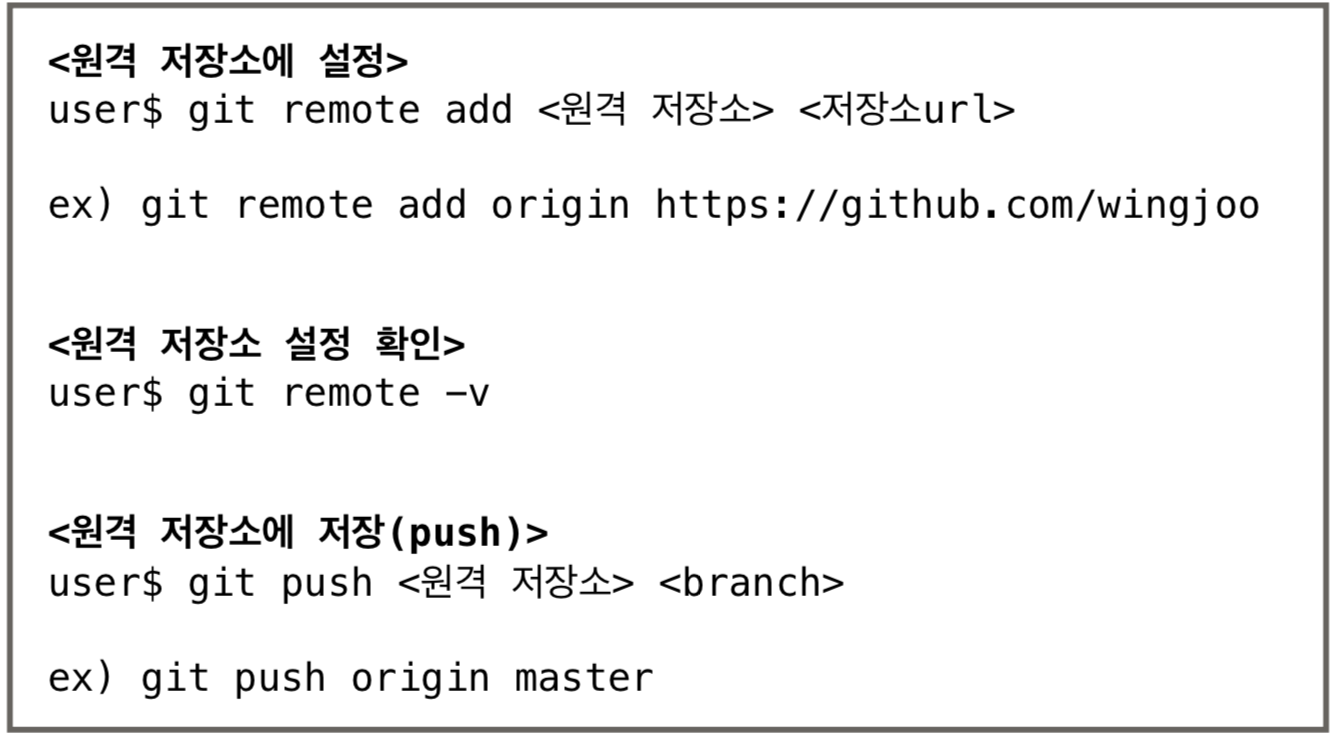 <원격 저장소에 설정>
user$ git remote add <원격 저장소> <저장소url>
ex) git remote add origin https://github.com/wingjoo
<원격 저장소 설정 확인>
user$ git remote –v
<원격 저장소에 저장(push)>
user$ git push <원격 저장소> <branch>
ex) git push origin master